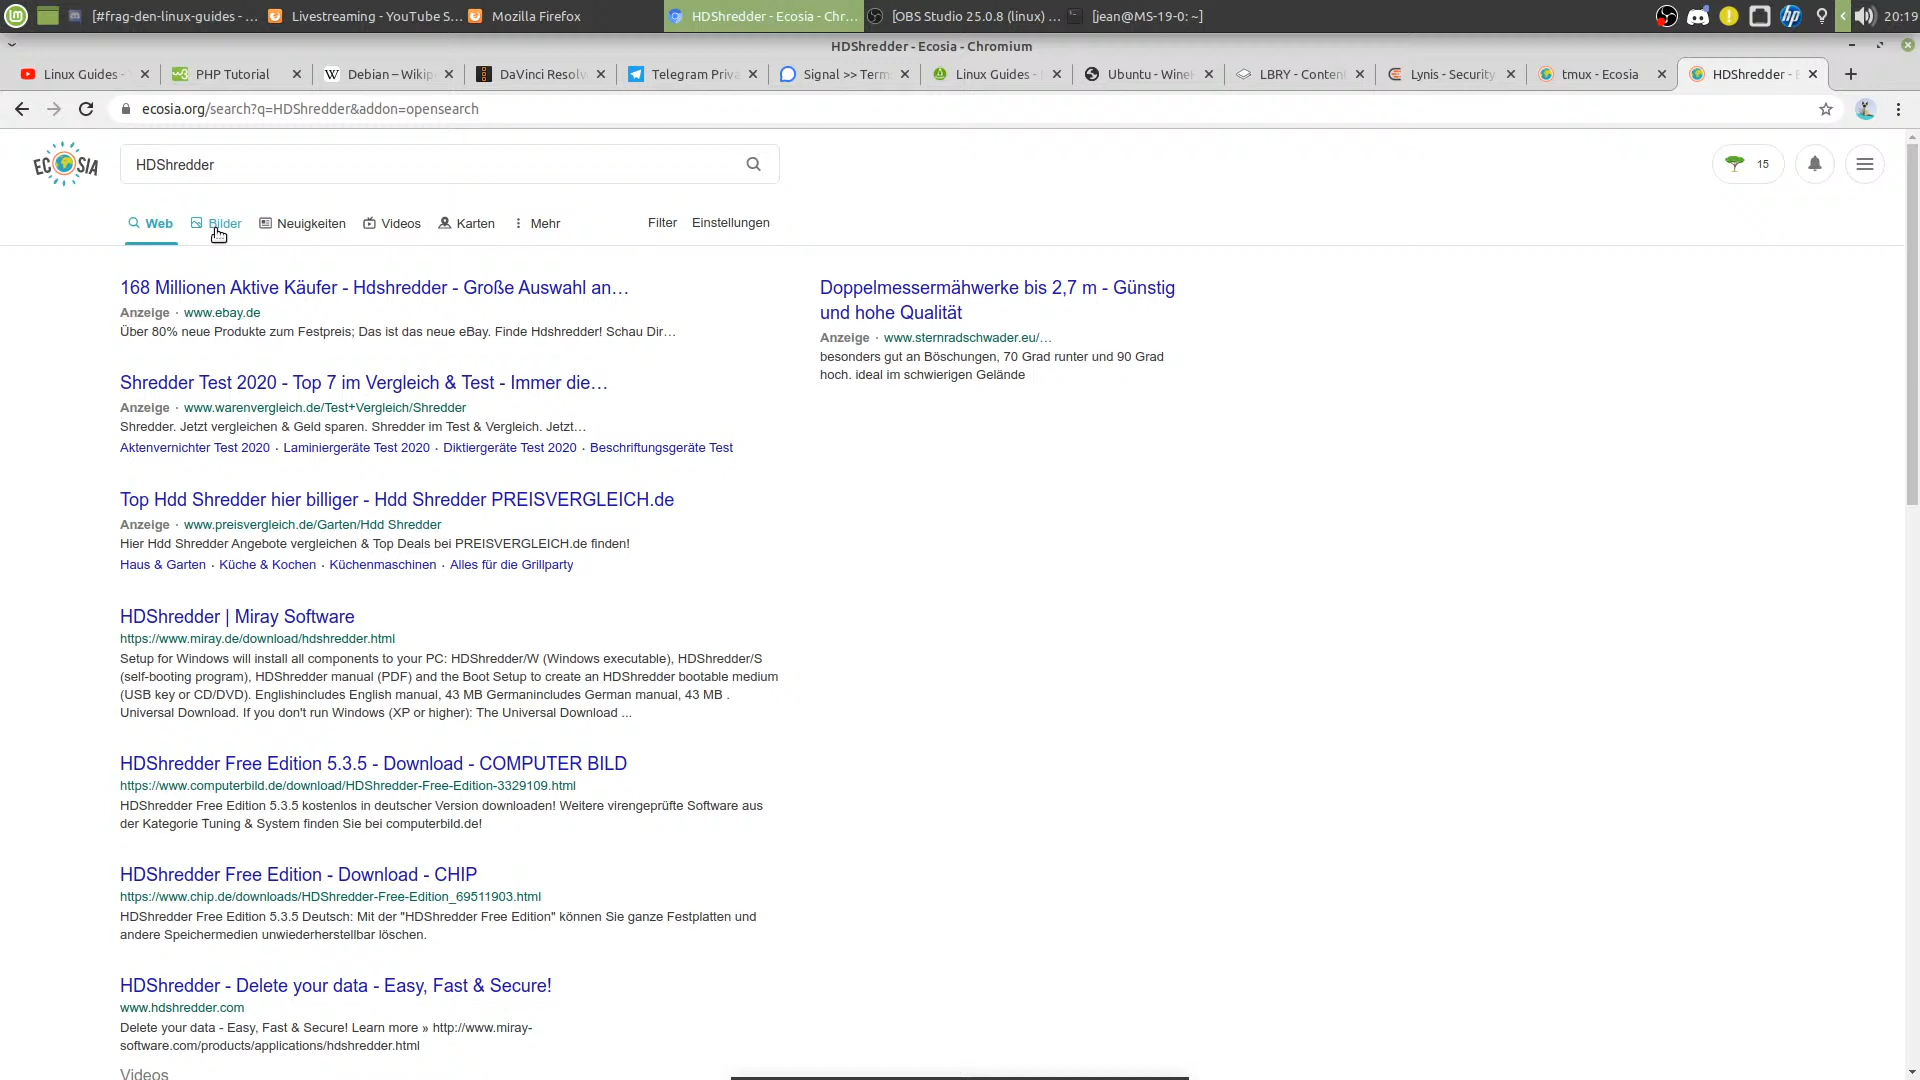 [#frag-den-linux-guides - ...
Livestreaming - YouTube S...
Mozilla Firefox
HDShredder - Ecosia - Chr...
[OBS Studio 25.0.8 (linux) ...
[jean@MS-19-0: ~]
hp
20:19
HDShredder - Ecosia - Chromium
Linux Guides -
PHP Tutorial
Debian – Wikip
DaVinci Resol
Telegram Priva
Signal >> Term
Linux Guides -
Ubuntu - Wine
LBRY - Conten
Lynis - Security
tmux - Ecosia
HDShredder -
ecosia.org/search?q=HDShredder&addon=opensearch
ECOSIA
HDShredder
15
Web
Bilder
Neuigkeiten
Videos
Karten
Mehr
Filter
Einstellungen
168 Millionen Aktive Käufer - Hdshredder - Große Auswahl an…
Anzeige · www.ebay.de
Über 80% neue Produkte zum Festpreis; Das ist das neue eBay. Finde Hdshredder! Schau Dir…
Shredder Test 2020 - Top 7 im Vergleich & Test - Immer die…
Anzeige · www.warenvergleich.de/Test+Vergleich/Shredder
Shredder. Jetzt vergleichen & Geld sparen. Shredder im Test & Vergleich. Jetzt…
Aktenvernichter Test 2020 · Laminiergeräte Test 2020 · Diktiergeräte Test 2020 · Beschriftungsgeräte Test
Top Hdd Shredder hier billiger - Hdd Shredder PREISVERGLEICH.de
Anzeige · www.preisvergleich.de/Garten/Hdd Shredder
Hier Hdd Shredder Angebote vergleichen & Top Deals bei PREISVERGLEICH.de finden!
Haus & Garten · Küche & Kochen · Küchenmaschinen · Alles für die Grillparty
HDShredder | Miray Software
https://www.miray.de/download/hdshredder.html
Setup for Windows will install all components to your PC: HDShredder/W (Windows executable), HDShredder/S
(self-booting program), HDShredder manual (PDF) and the Boot Setup to create an HDShredder bootable medium
(USB key or CD/DVD). Englishincludes English manual, 43 MB Germanincludes German manual, 43 MB .
Universal Download. If you don't run Windows (XP or higher): The Universal Download ...
HDShredder Free Edition 5.3.5 - Download - COMPUTER BILD
https://www.computerbild.de/download/HDShredder-Free-Edition-3329109.html
HDShredder Free Edition 5.3.5 kostenlos in deutscher Version downloaden! Weitere virengeprüfte Software aus
der Kategorie Tuning & System finden Sie bei computerbild.de!
HDShredder Free Edition - Download - CHIP
https://www.chip.de/downloads/HDShredder-Free-Edition_69511903.html
HDShredder Free Edition 5.3.5 Deutsch: Mit der "HDShredder Free Edition" können Sie ganze Festplatten und
andere Speichermedien unwiederherstellbar löschen.
HDShredder - Delete your data - Easy, Fast & Secure!
www.hdshredder.com
Delete your data - Easy, Fast & Secure! Learn more » http://www.miray-
software.com/products/applications/hdshredder.html
Videos
Doppelmessermähwerke bis 2,7 m - Günstig
und hohe Qualität
Anzeige · www.sternradschwader.eu/…
besonders gut an Böschungen, 70 Grad runter und 90 Grad
hoch. ideal im schwierigen Gelände